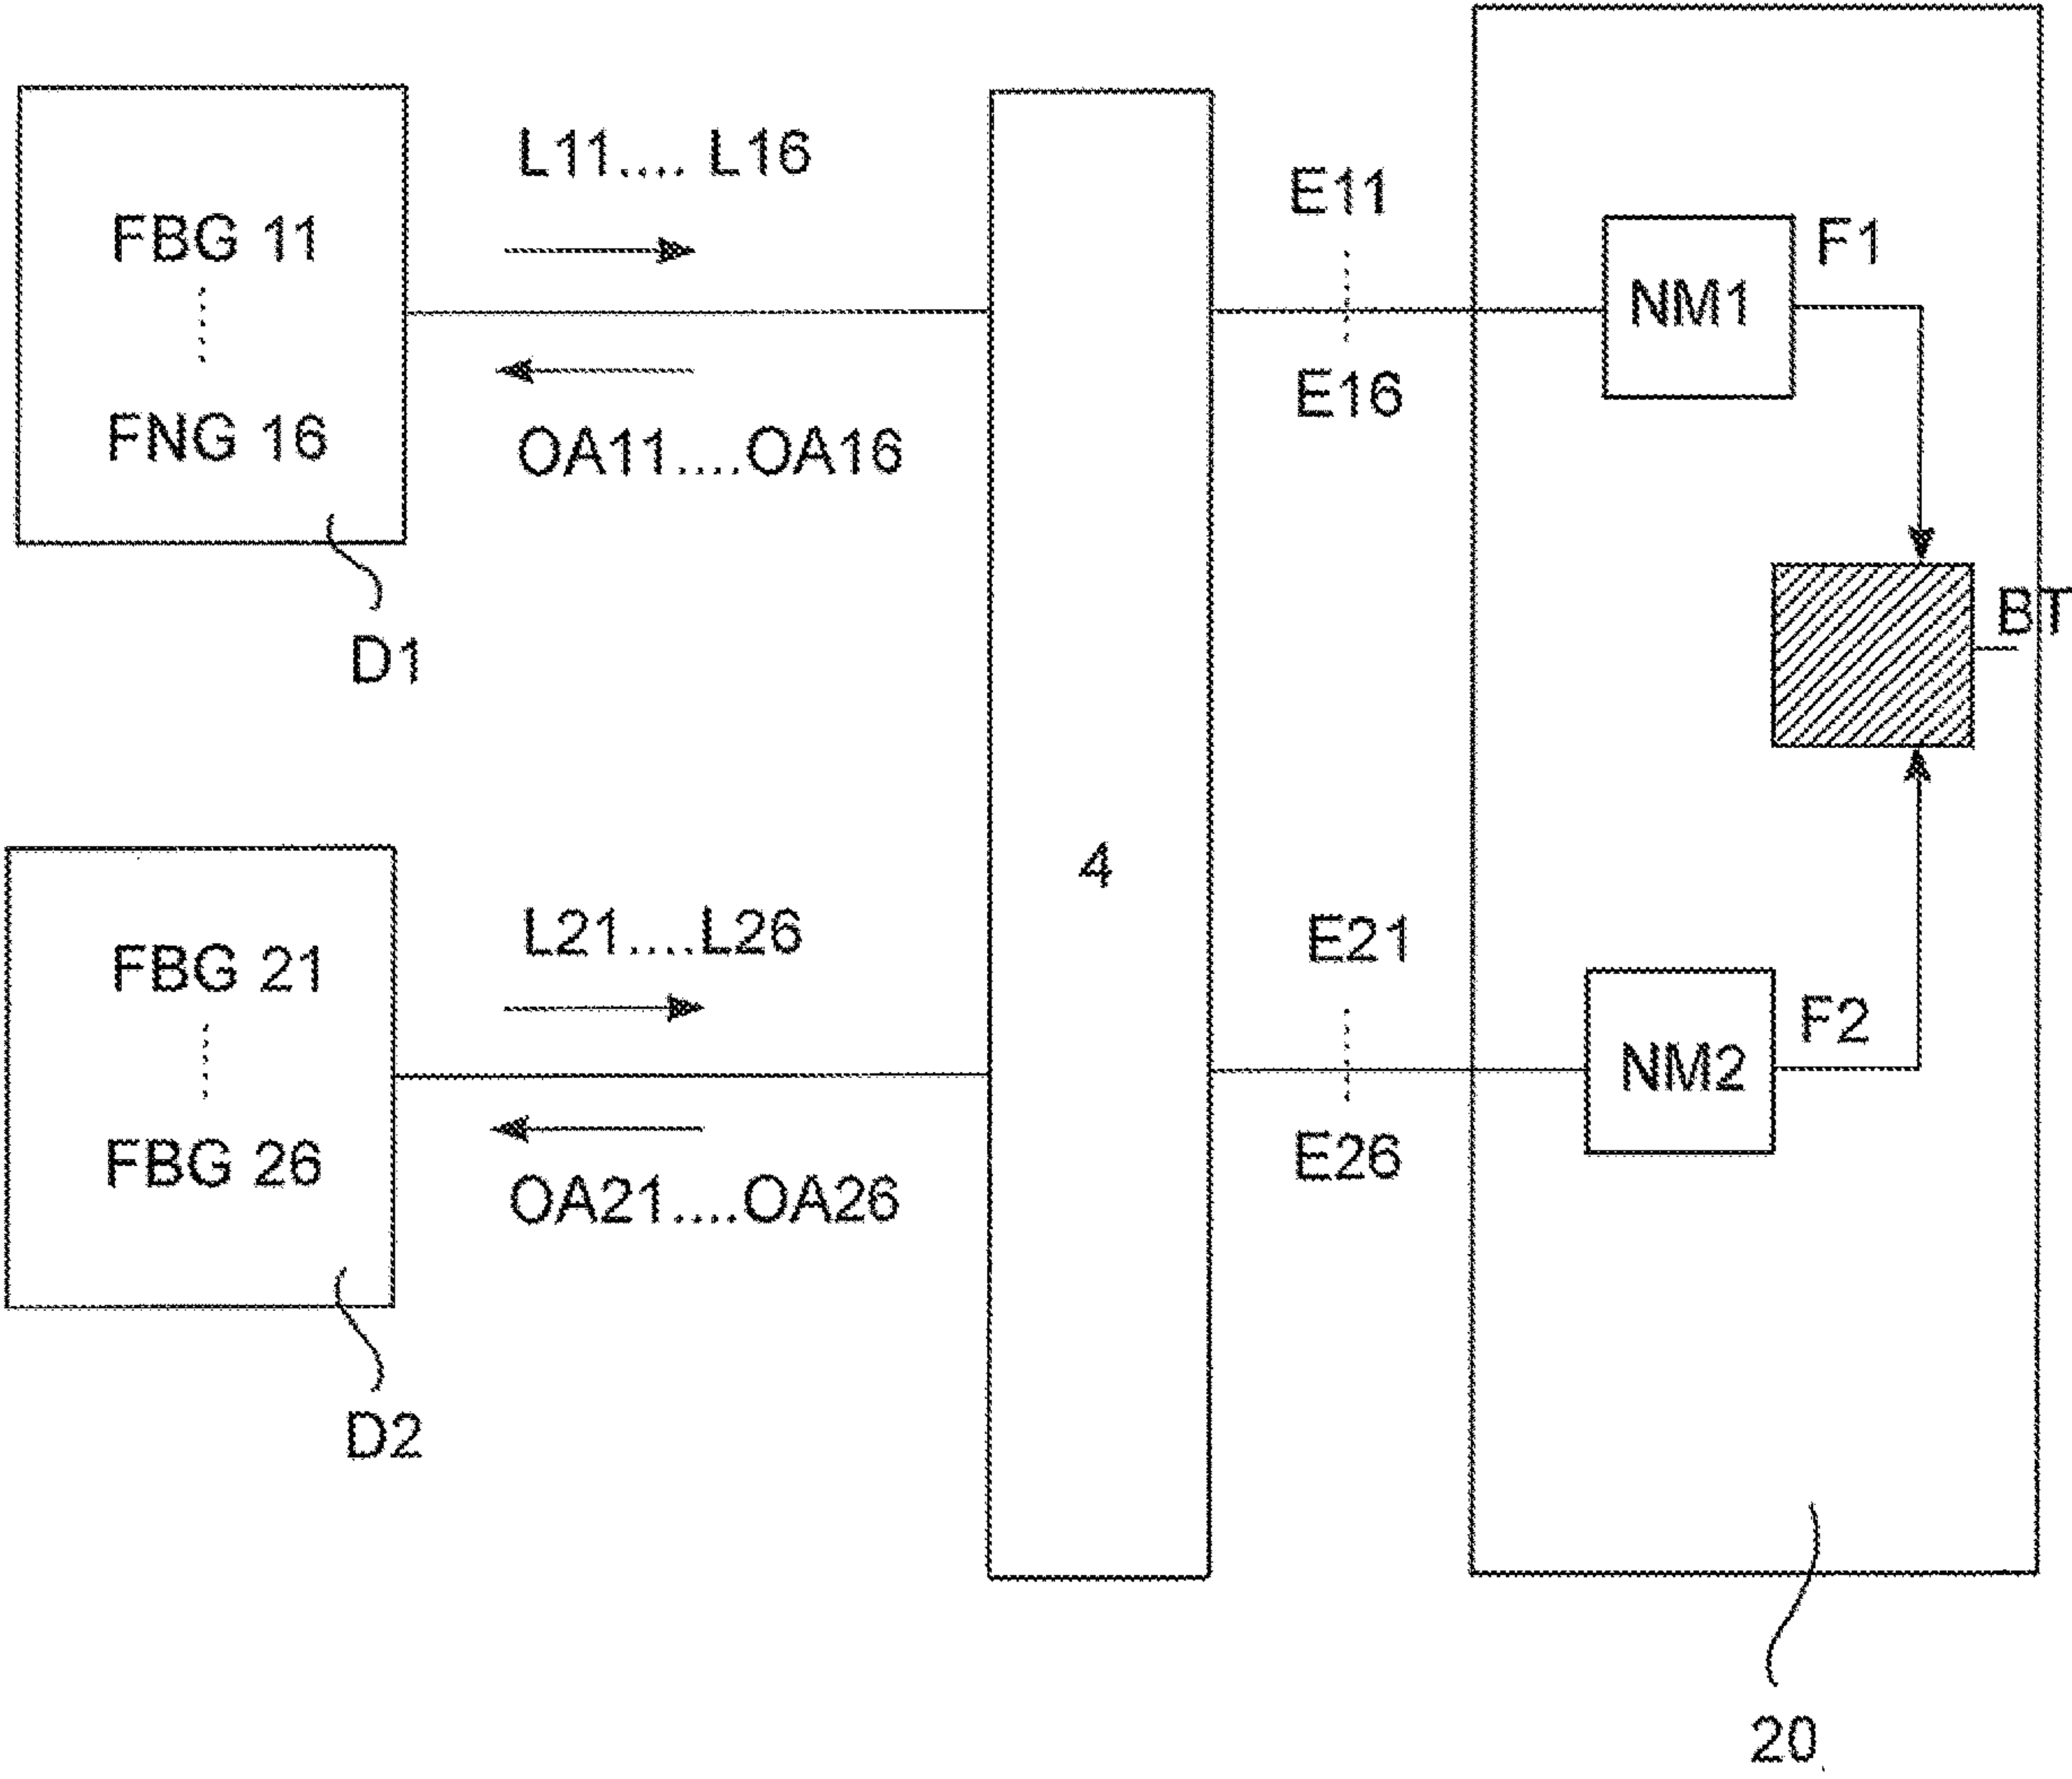 FBG 11
FNG 16
D1
L11.... L16
OA11....OA16
E11
E16
NM1
F1
BT
4
FBG 21
FBG 26
D2
L21....L26
OA21....OA26
E21
E26
NM2
F2
20